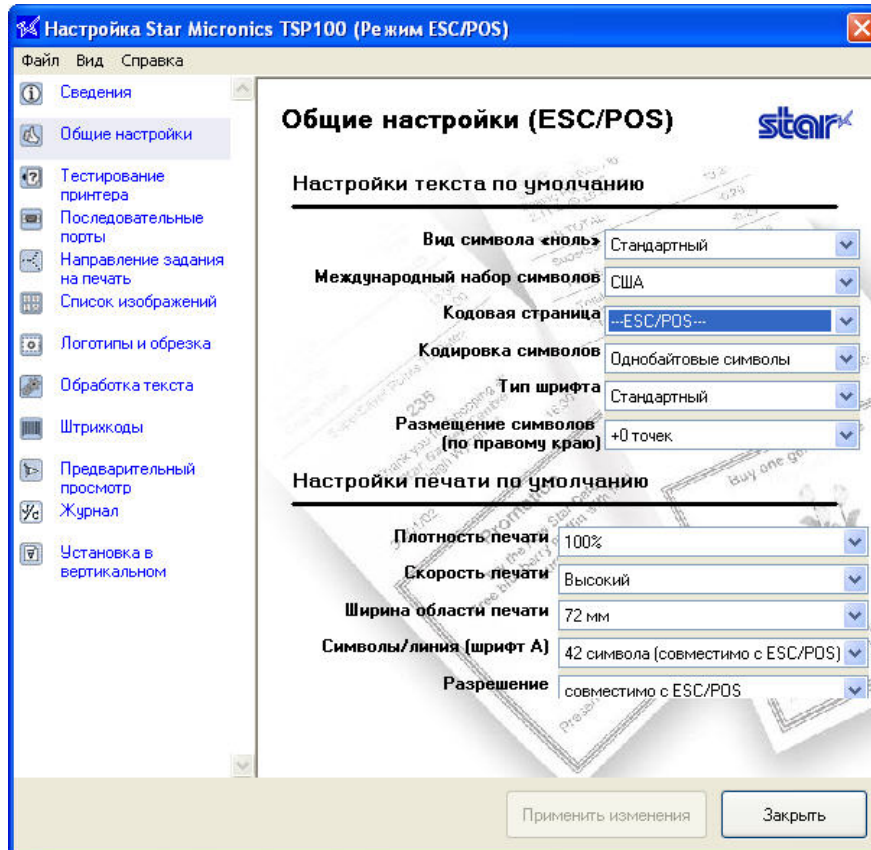 Настройка Star Micronics TSP100 (Режим ESC/POS)
Файл Вид Справка
Сведения
Общие настройки
Тестирование
принтера
Последовательные
порты
Направление задания
на печать
Список изображений
Логотипы и обрезка
Обработка текста
Штрихкоды
Предварительный
просмотр
Журнал
Установка в
вертикальном
Общие настройки (ESC/POS)
star
Настройки текста по умолчанию
Вид символа «ноль» Стандартный
Международный набор символов США
Кодовая страница ---ESC/POS---
Кодировка символов Однобайтовые символы
Тип шрифта Стандартный
Размещение символов
(по правому краю) +0 точек
Настройки печати по умолчанию
Плотность печати 100%
Скорость печати Высокий
Ширина области печати 72 мм
Символы/линия (шрифт A) 42 символа (совместимо с ESC/POS)
Разрешение совместимо с ESC/POS
Buy one
Применить изменения Закрыть